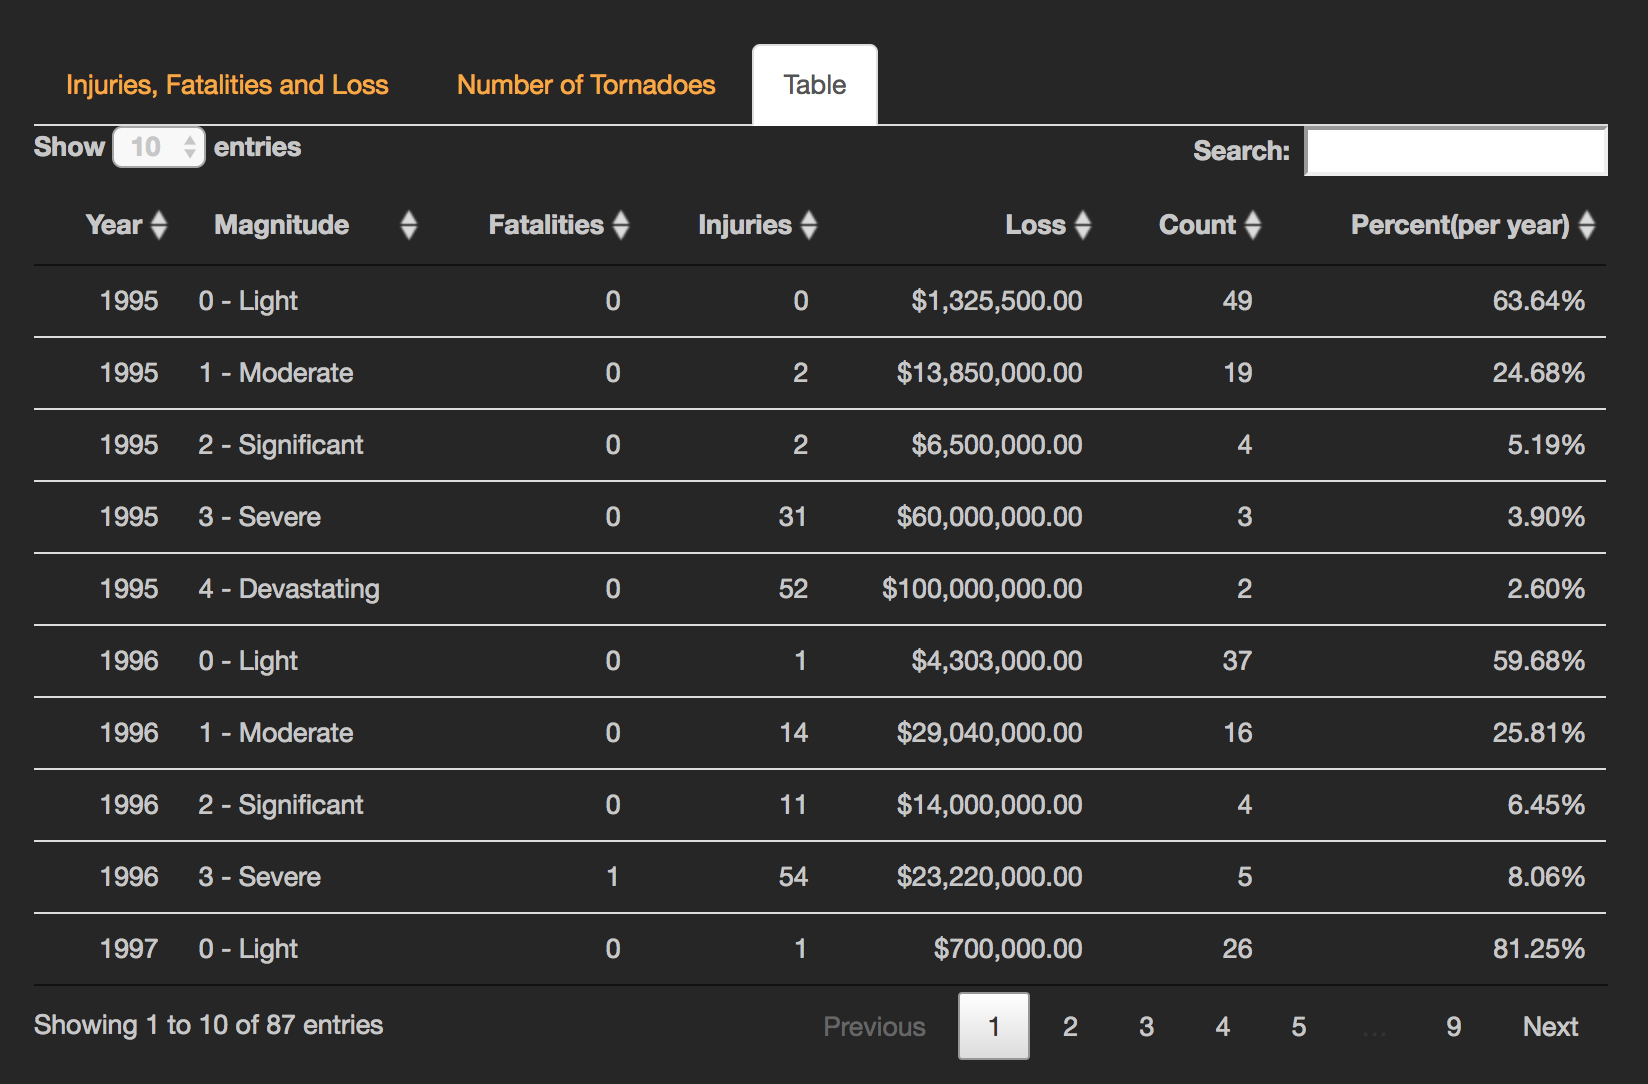 Injuries, Fatalities and Loss Number of Tornadoes Table
Show 10 entries Search:
Year Magnitude Fatalities Injuries Loss Count Percent(per year)
1995 0 - Light 0 0 $1,325,500.00 49 63.64%
1995 1 - Moderate 0 2 $13,850,000.00 19 24.68%
1995 2 - Significant 0 2 $6,500,000.00 4 5.19%
1995 3 - Severe 0 31 $60,000,000.00 3 3.90%
1995 4 - Devastating 0 52 $100,000,000.00 2 2.60%
1996 0 - Light 0 1 $4,303,000.00 37 59.68%
1996 1 - Moderate 0 14 $29,040,000.00 16 25.81%
1996 2 - Significant 0 11 $14,000,000.00 4 6.45%
1996 3 - Severe 1 54 $23,220,000.00 5 8.06%
1997 0 - Light 0 1 $700,000.00 26 81.25%
Showing 1 to 10 of 87 entries Previous 1 2 3 4 5 ... 9 Next